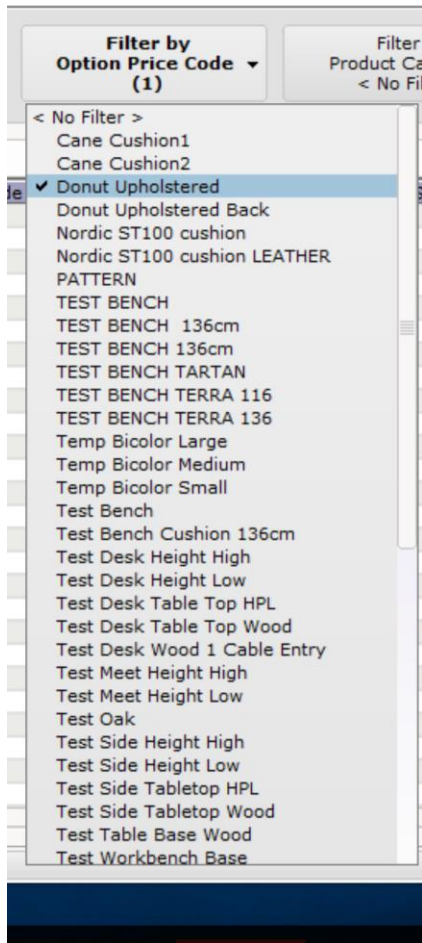 Filter by
Option Price Code
(1)
Filter
Product Ca
< No Fil
< No Filter >
Cane Cushion1
Cane Cushion2
Donut Upholstered
Donut Upholstered Back
Nordic ST100 cushion
Nordic ST100 cushion LEATHER
PATTERN
TEST BENCH
TEST BENCH  136cm
TEST BENCH 136cm
TEST BENCH TARTAN
TEST BENCH TERRA 116
TEST BENCH TERRA 136
Temp Bicolor Large
Temp Bicolor Medium
Temp Bicolor Small
Test Bench
Test Bench Cushion 136cm
Test Desk Height High
Test Desk Height Low
Test Desk Table Top HPL
Test Desk Table Top Wood
Test Desk Wood 1 Cable Entry
Test Meet Height High
Test Meet Height Low
Test Oak
Test Side Height High
Test Side Height Low
Test Side Tabletop HPL
Test Side Tabletop Wood
Test Table Base Wood
Test Workbench Base